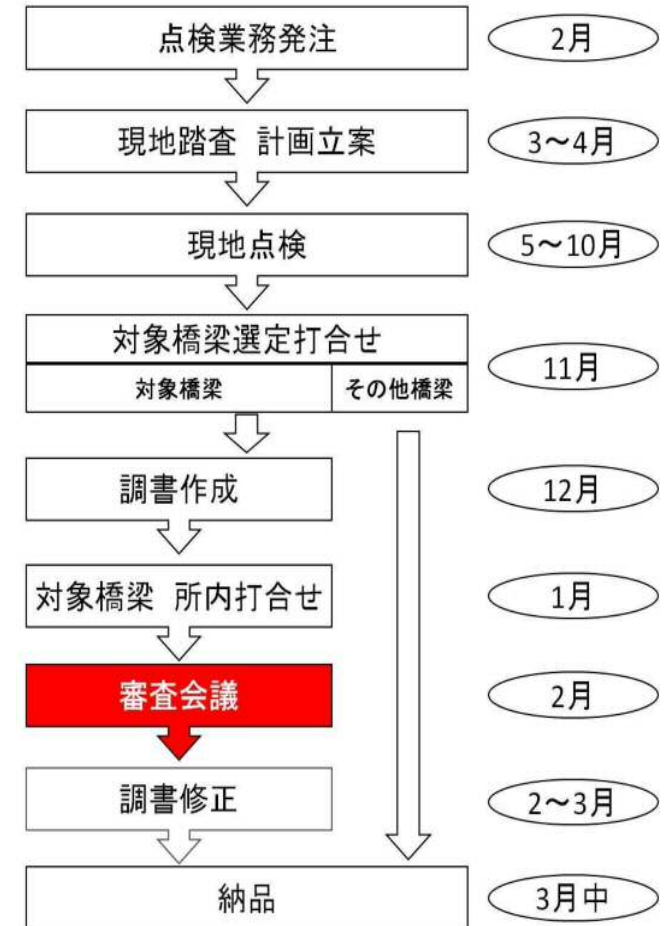 点検業務発注
2月
現地踏査 計画立案
3～4月
現地点検
5～10月
対象橋梁選定打合せ
11月
対象橋梁
その他橋梁
調書作成
12月
対象橋梁 所内打合せ
1月
審査会議
2月
調書修正
2～3月
納品
3月中